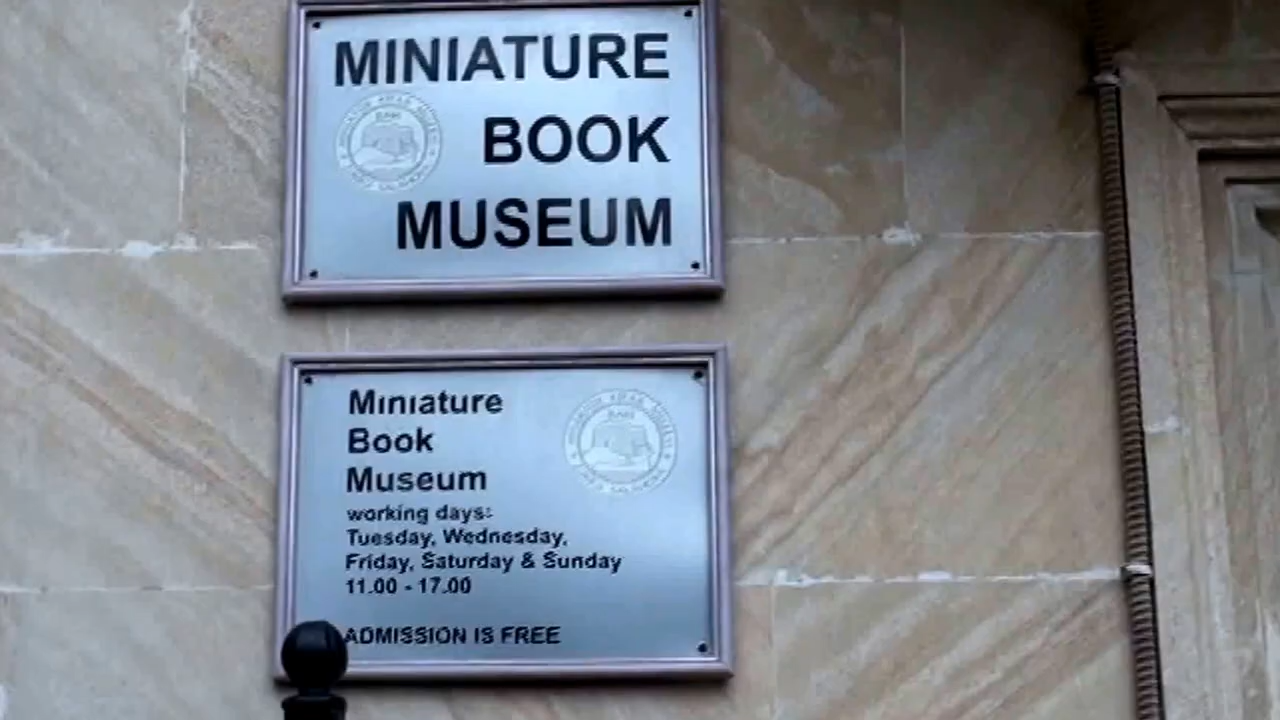 MINIATURE
BOOK
MUSEUM
Miniature
Book
Museum
working days:
Tuesday, Wednesday,
Friday, Saturday & Sunday
11.00 - 17.00
ADMISSION IS FREE